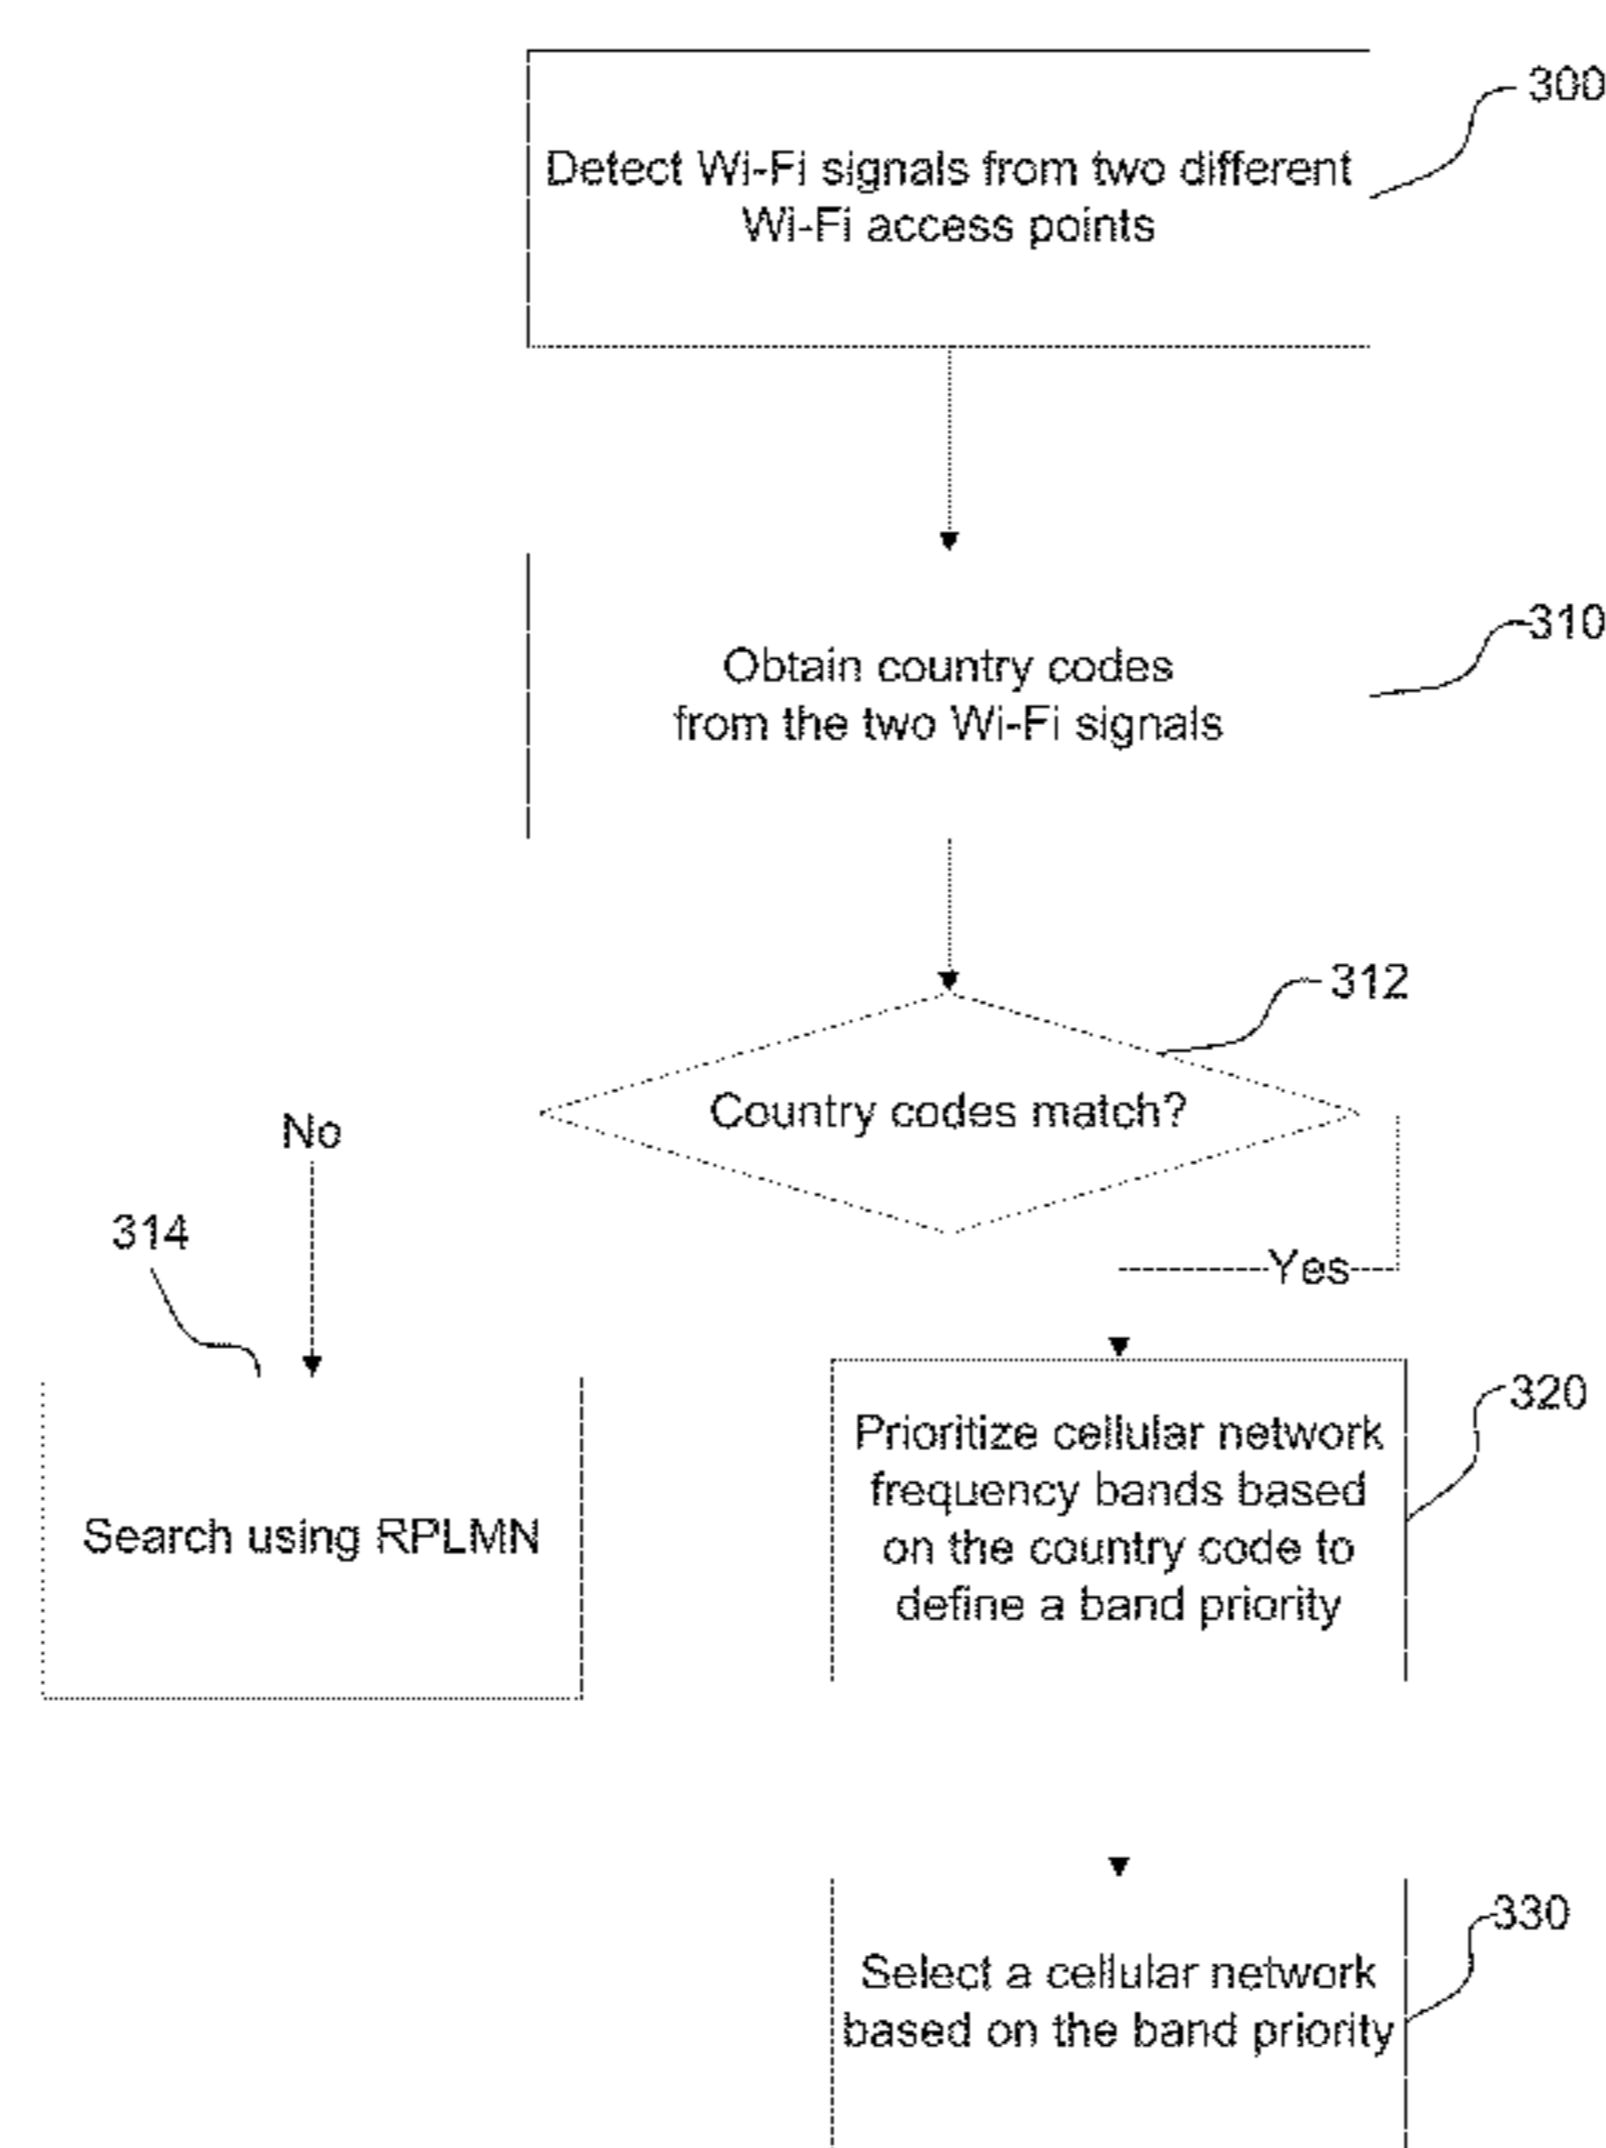 300
Detect Wi-Fi signals from two different
Wi-Fi access points
310
Obtain country codes
from the two Wi-Fi signals
312
Country codes match?
No
314
Yes
320
Prioritize cellular network
frequency bands based
on the country code to
define a band priority
Search using RPLMN
330
Select a cellular network
based on the band priority